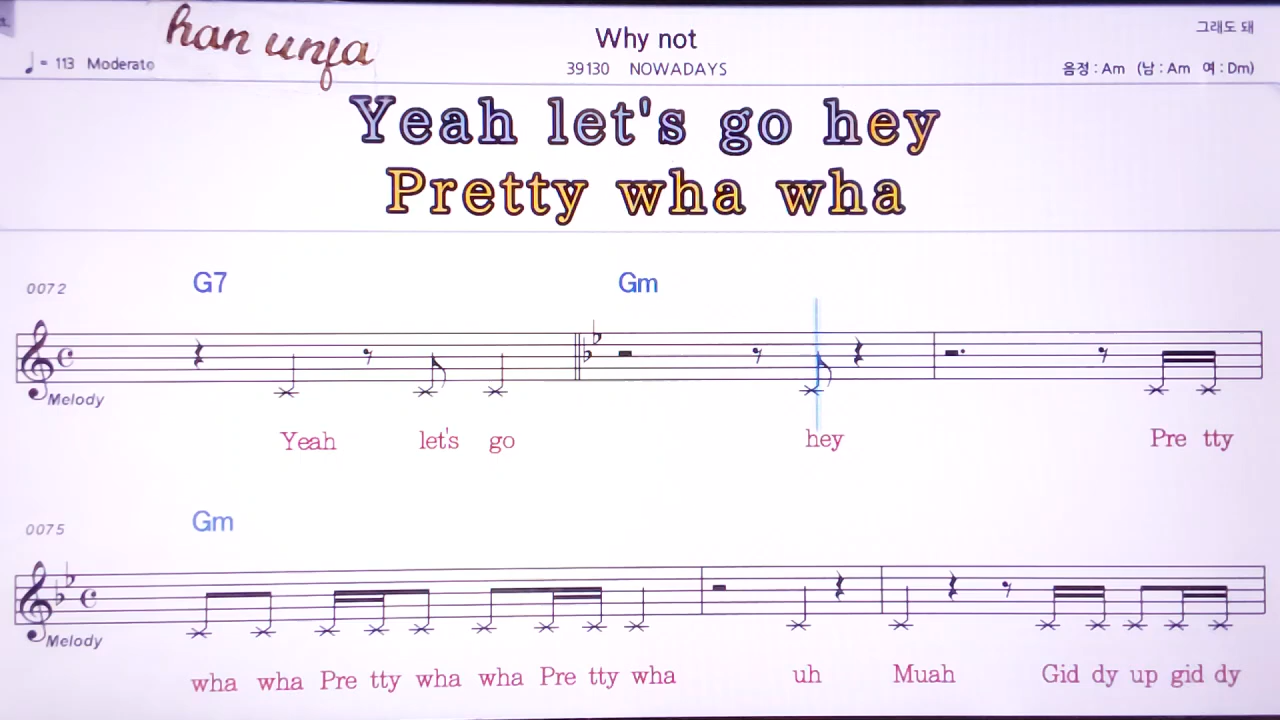 han unfa
Why not
그래도 돼
♩ = 113 Moderato
39130 NOWADAYS
음정 : Am (남 : Am 여 : Dm)
Yeah let's go hey
Pretty wha wha
0072
G7 Gm
Melody
Yeah let's go hey Pre tty
0075
Gm
Melody
wha wha Pre tty wha wha Pre tty wha uh Muah Gid dy up gid dy